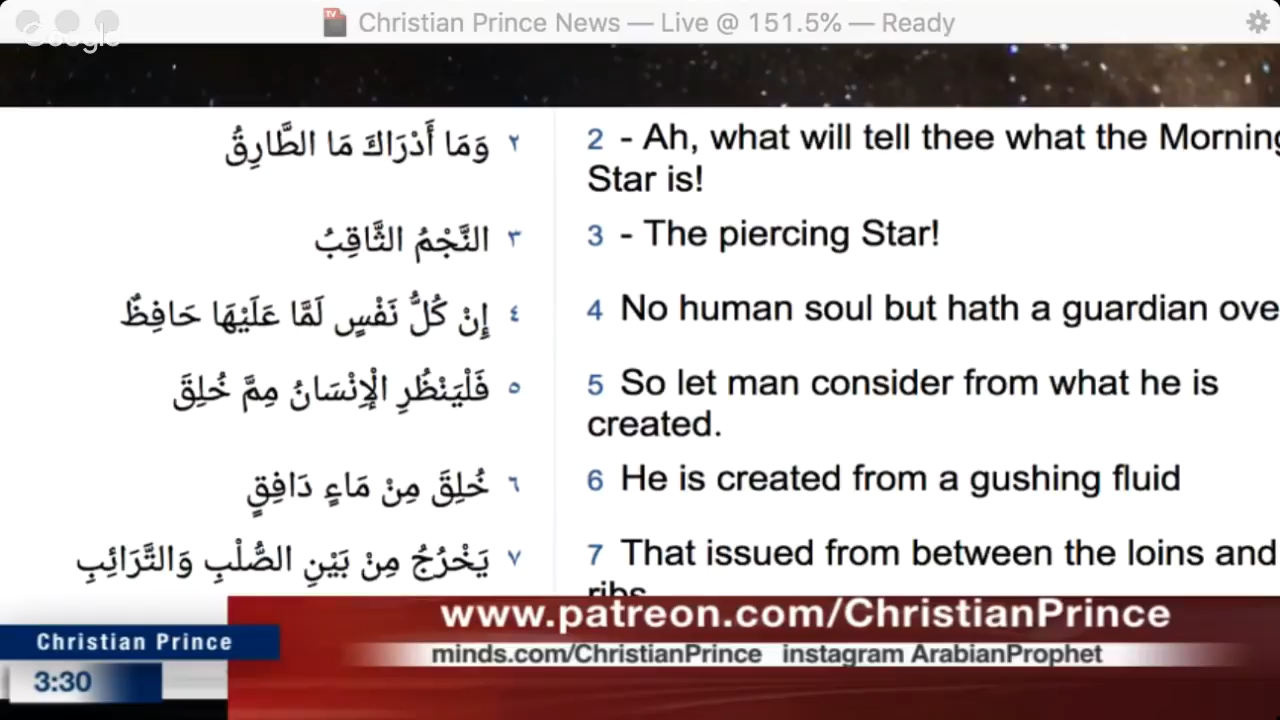 Christian Prince News — Live @ 151.5% — Ready
Google
وَمَا أَدْرَاكَ مَا الطَّارِقُ ٢
2 - Ah, what will tell thee what the Morning
Star is!
النَّجْمُ الثَّاقِبُ ٣
3 - The piercing Star!
إِنْ كُلُّ نَفْسٍ لَمَّا عَلَيْهَا حَافِظٌ ٤
4 No human soul but hath a guardian ove
فَلْيَنْظُرِ الْإِنْسَانُ مِمَّ خُلِقَ ٥
5 So let man consider from what he is
created.
خُلِقَ مِنْ مَاءٍ دَافِقٍ ٦
6 He is created from a gushing fluid
يَخْرُجُ مِنْ بَيْنِ الصُّلْبِ وَالتَّرَائِبِ ٧
7 That issued from between the loins and
ribs
www.patreon.com/ChristianPrince
Christian Prince
minds.com/ChristianPrince instagram ArabianProphet
3:30